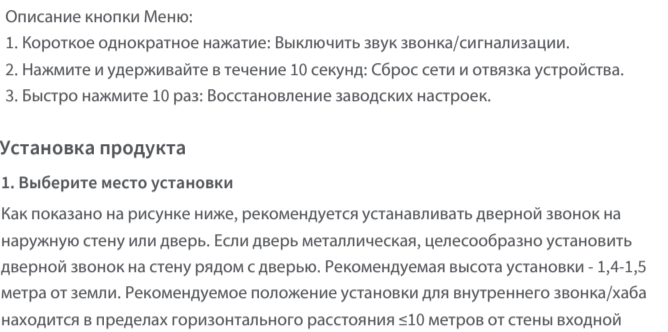 Описание кнопки Меню:
1. Короткое однократное нажатие: Выключить звук звонка/сигнализации.
2. Нажмите и удерживайте в течение 10 секунд: Сброс сети и отвязка устройства.
3. Быстро нажмите 10 раз: Восстановление заводских настроек.
Установка продукта
1. Выберите место установки
Как показано на рисунке ниже, рекомендуется устанавливать дверной звонок на
наружную стену или дверь. Если дверь металлическая, целесообразно установить
дверной звонок на стену рядом с дверью. Рекомендуемая высота установки - 1,4-1,5
метра от земли. Рекомендуемое положение установки для внутреннего звонка/хаба
находится в пределах горизонтального расстояния ≤10 метров от стены входной